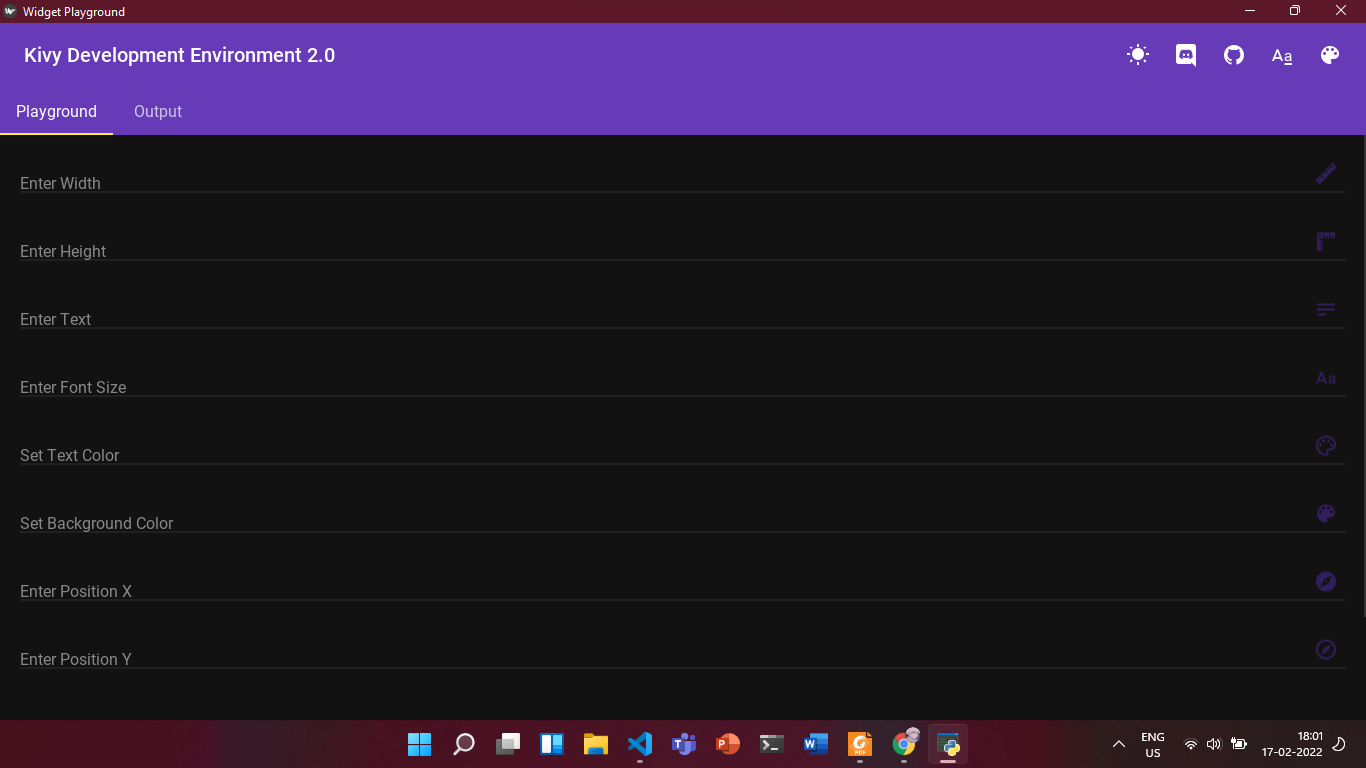 Widget Playground
Kivy Development Environment 2.0
Aa
Playground
Output
Enter Width
Enter Height
Enter Text
Enter Font Size
Aa
Set Text Color
Set Background Color
Enter Position X
Enter Position Y
ENG
US
18:01
17-02-2022